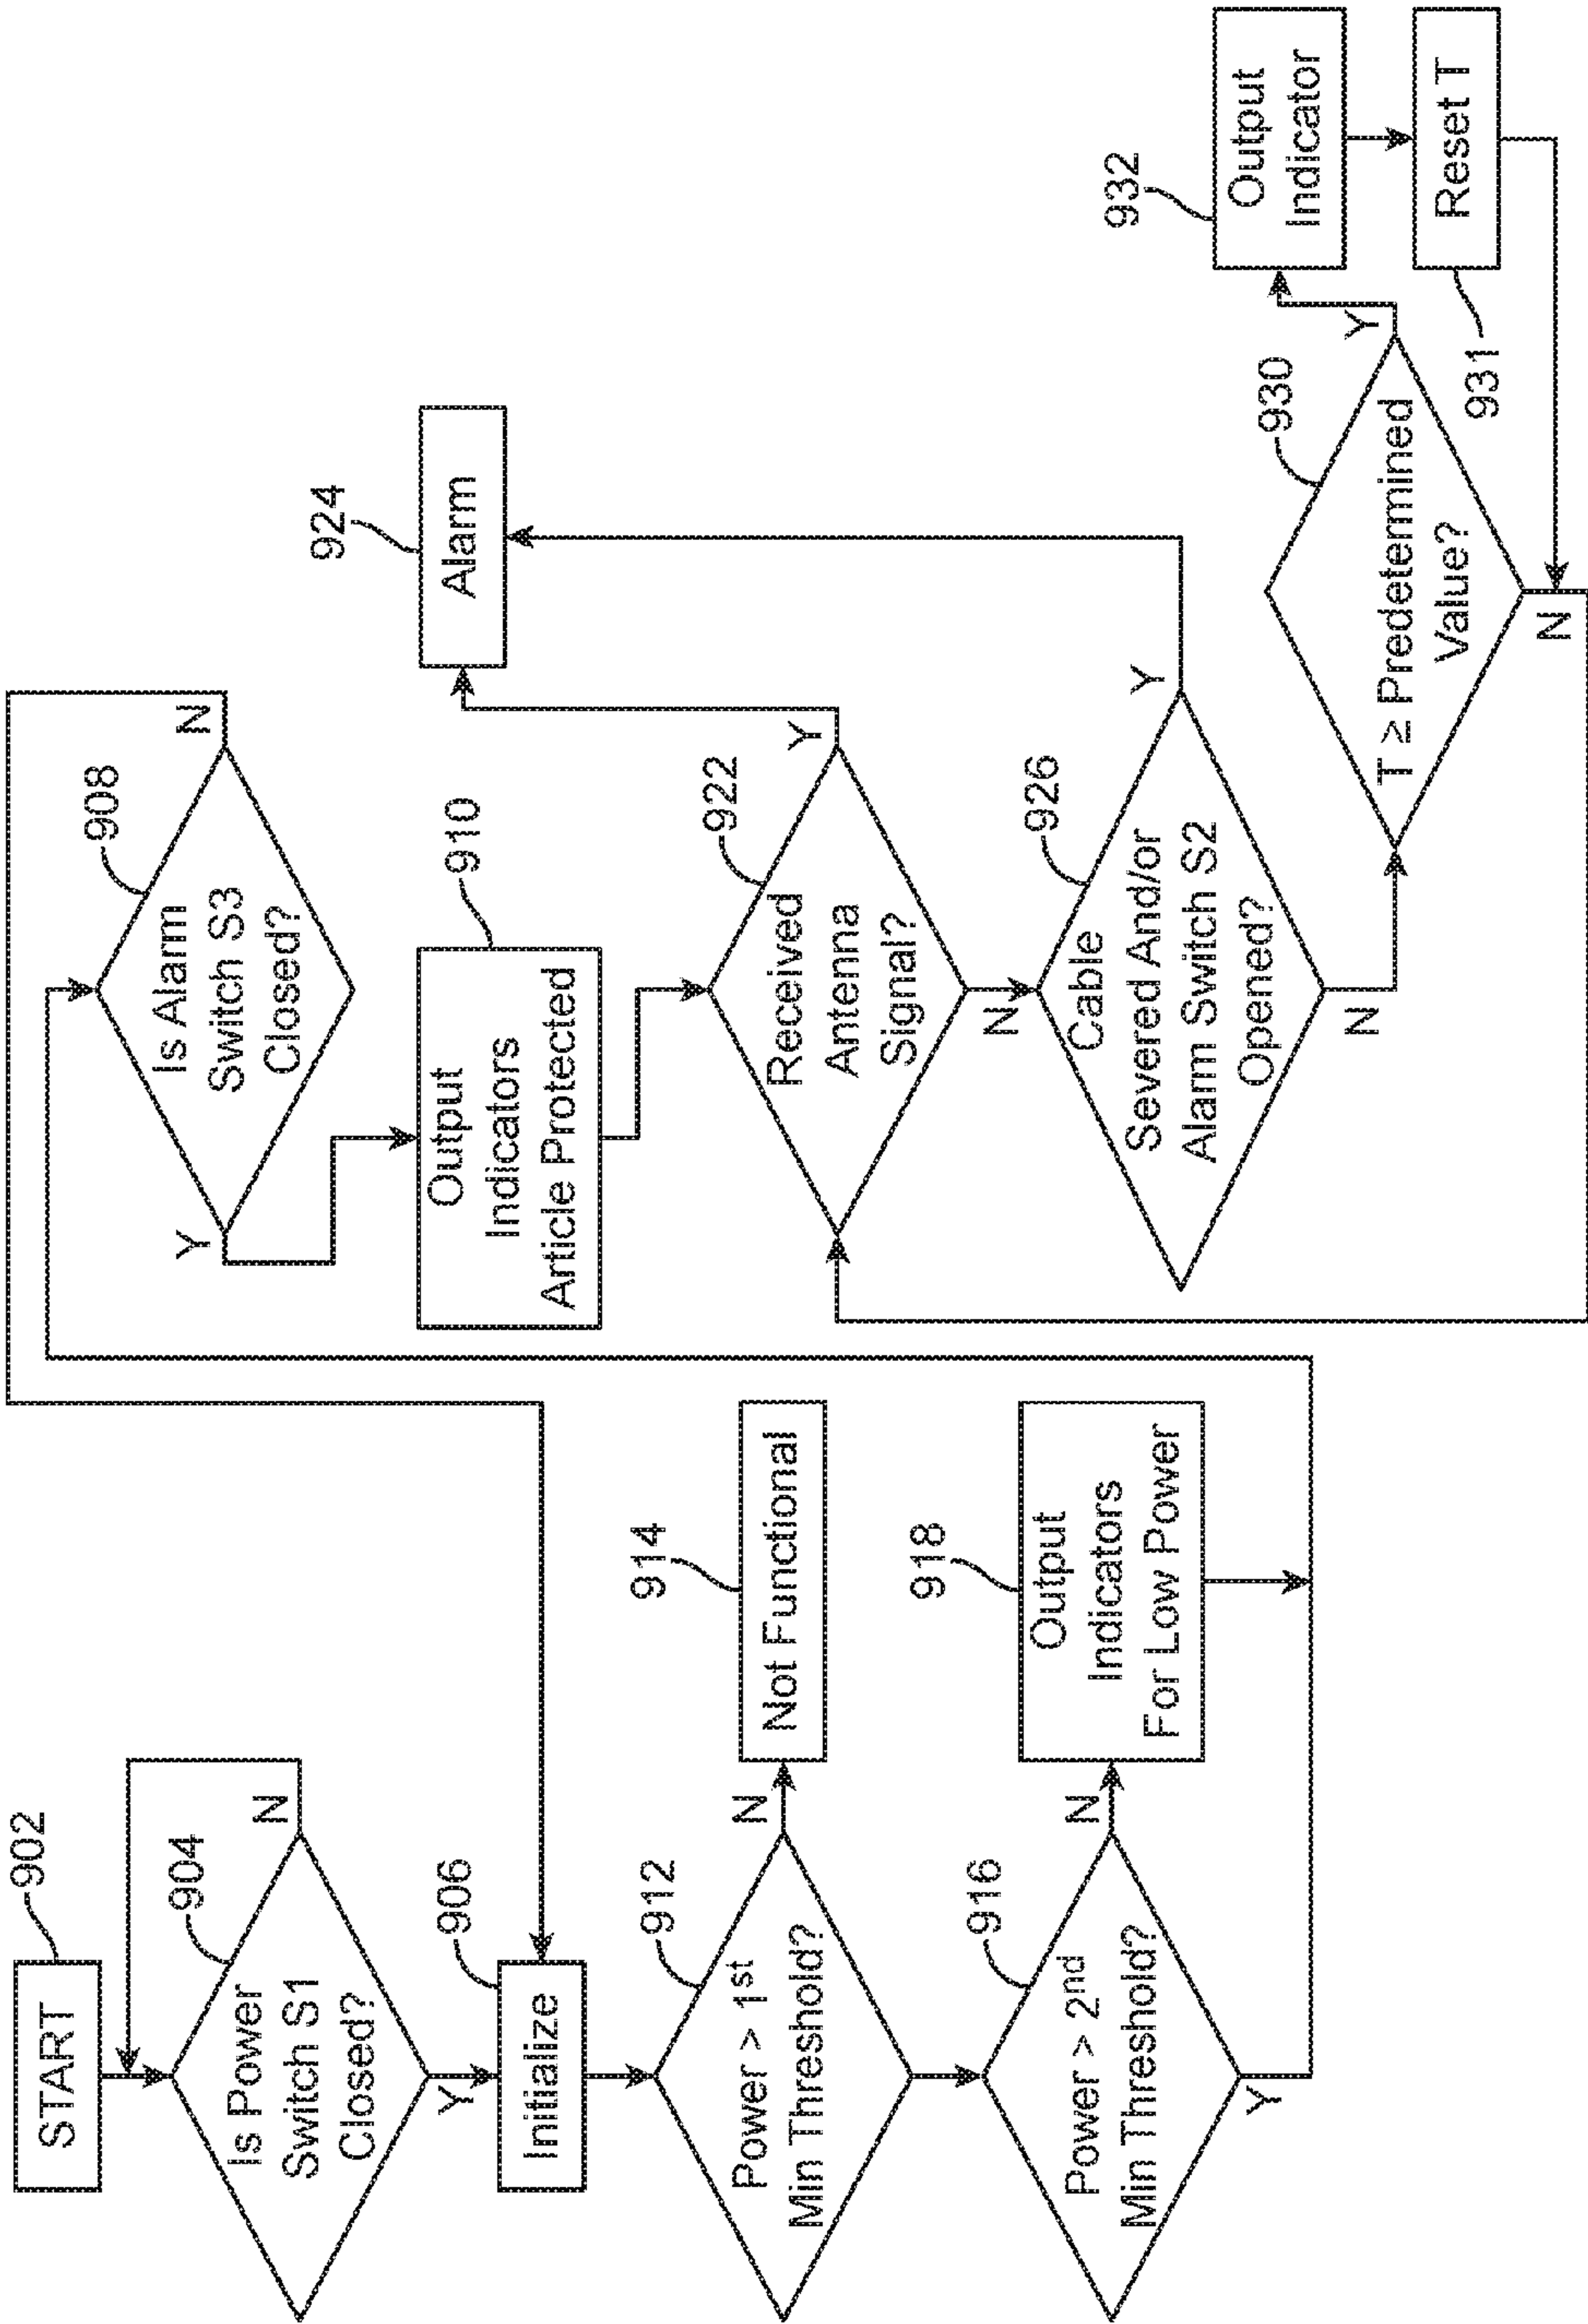 START
902
Is Power
Switch S1
Closed?
904
N
Y
Initialize
906
Power > 1st
Min Threshold?
912
N
Not Functional
914
Power > 2nd
Min Threshold?
916
N
Y
Output
Indicators
For Low Power
918
Is Alarm
Switch S3
Closed?
908
N
Y
Output
Indicators
Article Protected
910
Received
Antenna
Signal?
922
Y
N
Alarm
924
Cable
Severed And/or
Alarm Switch S2
Opened?
926
Y
N
T ≥ Predetermined
Value?
930
Y
N
Output
Indicator
932
Reset T
931